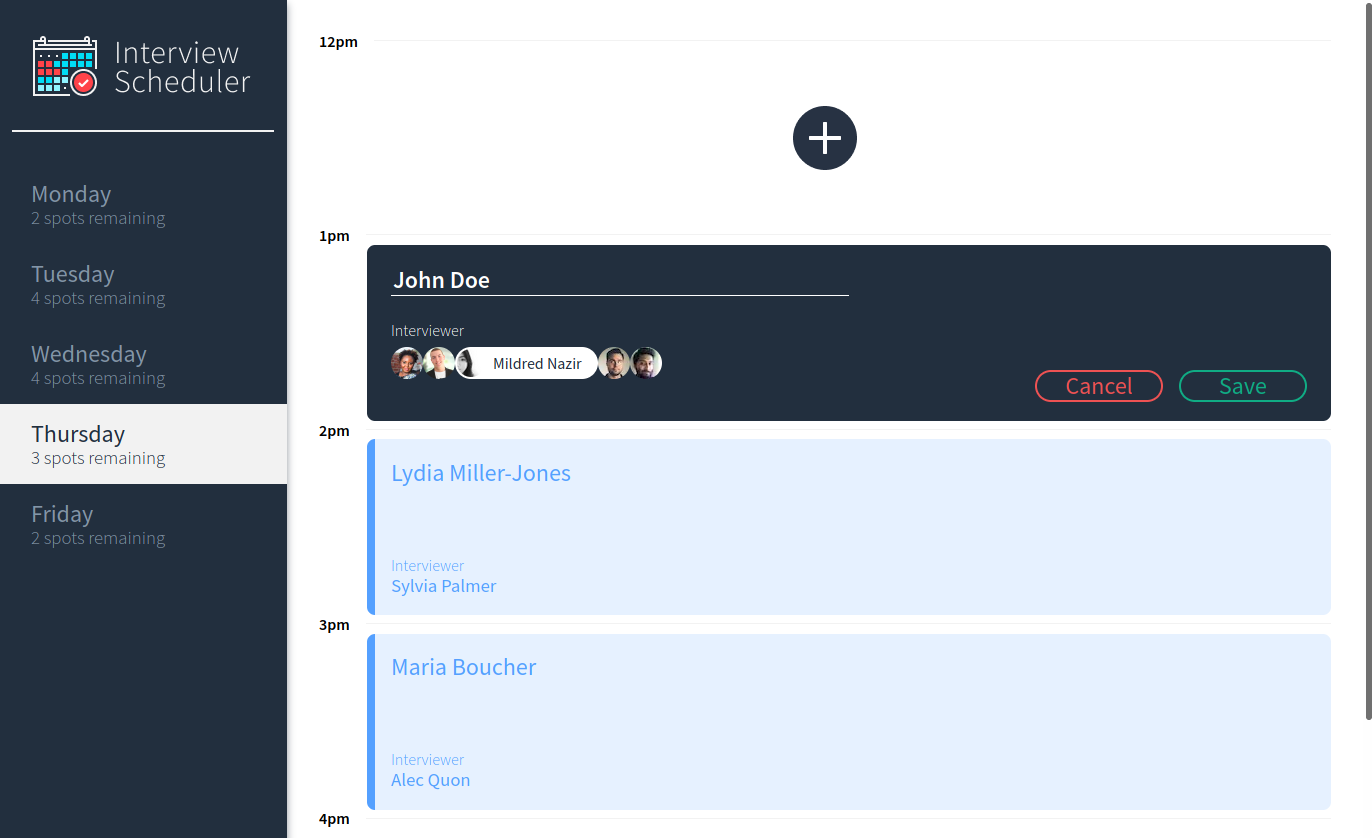 Interview
Scheduler
Monday
2 spots remaining
Tuesday
4 spots remaining
Wednesday
4 spots remaining
Thursday
3 spots remaining
Friday
2 spots remaining
12pm
1pm
John Doe
Interviewer
Mildred Nazir
Cancel
Save
2pm
Lydia Miller-Jones
Interviewer
Sylvia Palmer
3pm
Maria Boucher
Interviewer
Alec Quon
4pm